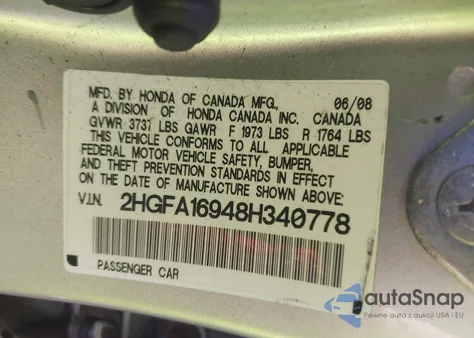 MFD. BY HONDA OF CANADA MFG., 06/08
A DIVISION OF HONDA CANADA INC. CANADA
GVWR 3737 LBS GAWR F 1973 LBS R 1764 LBS
THIS VEHICLE CONFORMS TO ALL APPLICABLE
FEDERAL MOTOR VEHICLE SAFETY, BUMPER,
AND THEFT PREVENTION STANDARDS IN EFFECT
ON THE DATE OF MANUFACTURE SHOWN ABOVE:
V.I.N. 2HGFA16948H340778
PASSENGER CAR
autoSnap
Pewne auta z aukcji USA i EU